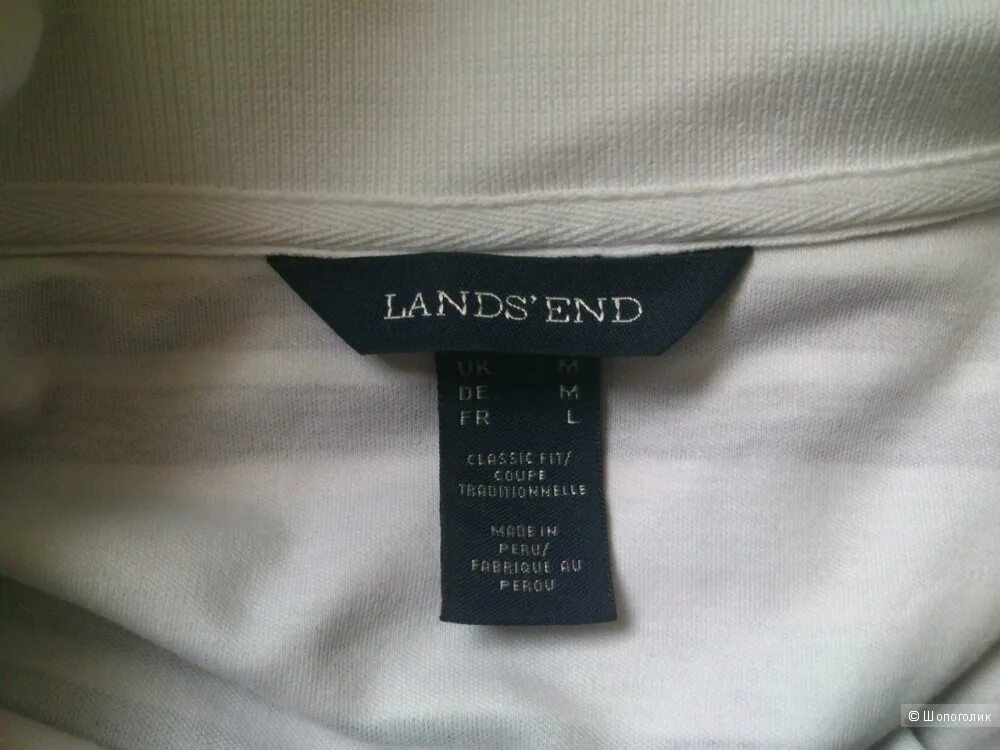 LANDS' END
UK M
DE M
FR L
CLASSIC FIT/
COUPE
TRADITIONNELLE
MADE IN
PERU/
FABRIQUE AU
PEROU
© Шопоголик